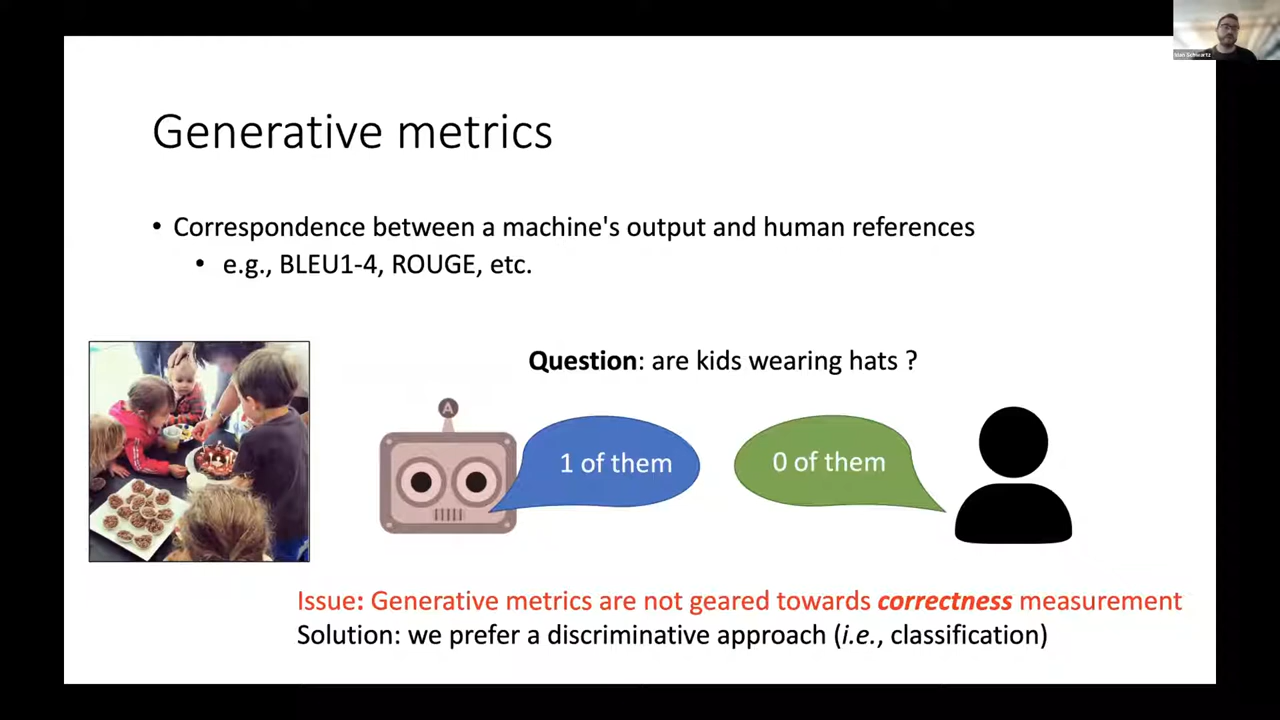 Idan Schwartz
Generative metrics
• Correspondence between a machine's output and human references
• e.g., BLEU1-4, ROUGE, etc.
Question: are kids wearing hats ?
A
1 of them
0 of them
Issue: Generative metrics are not geared towards correctness measurement
Solution: we prefer a discriminative approach (i.e., classification)